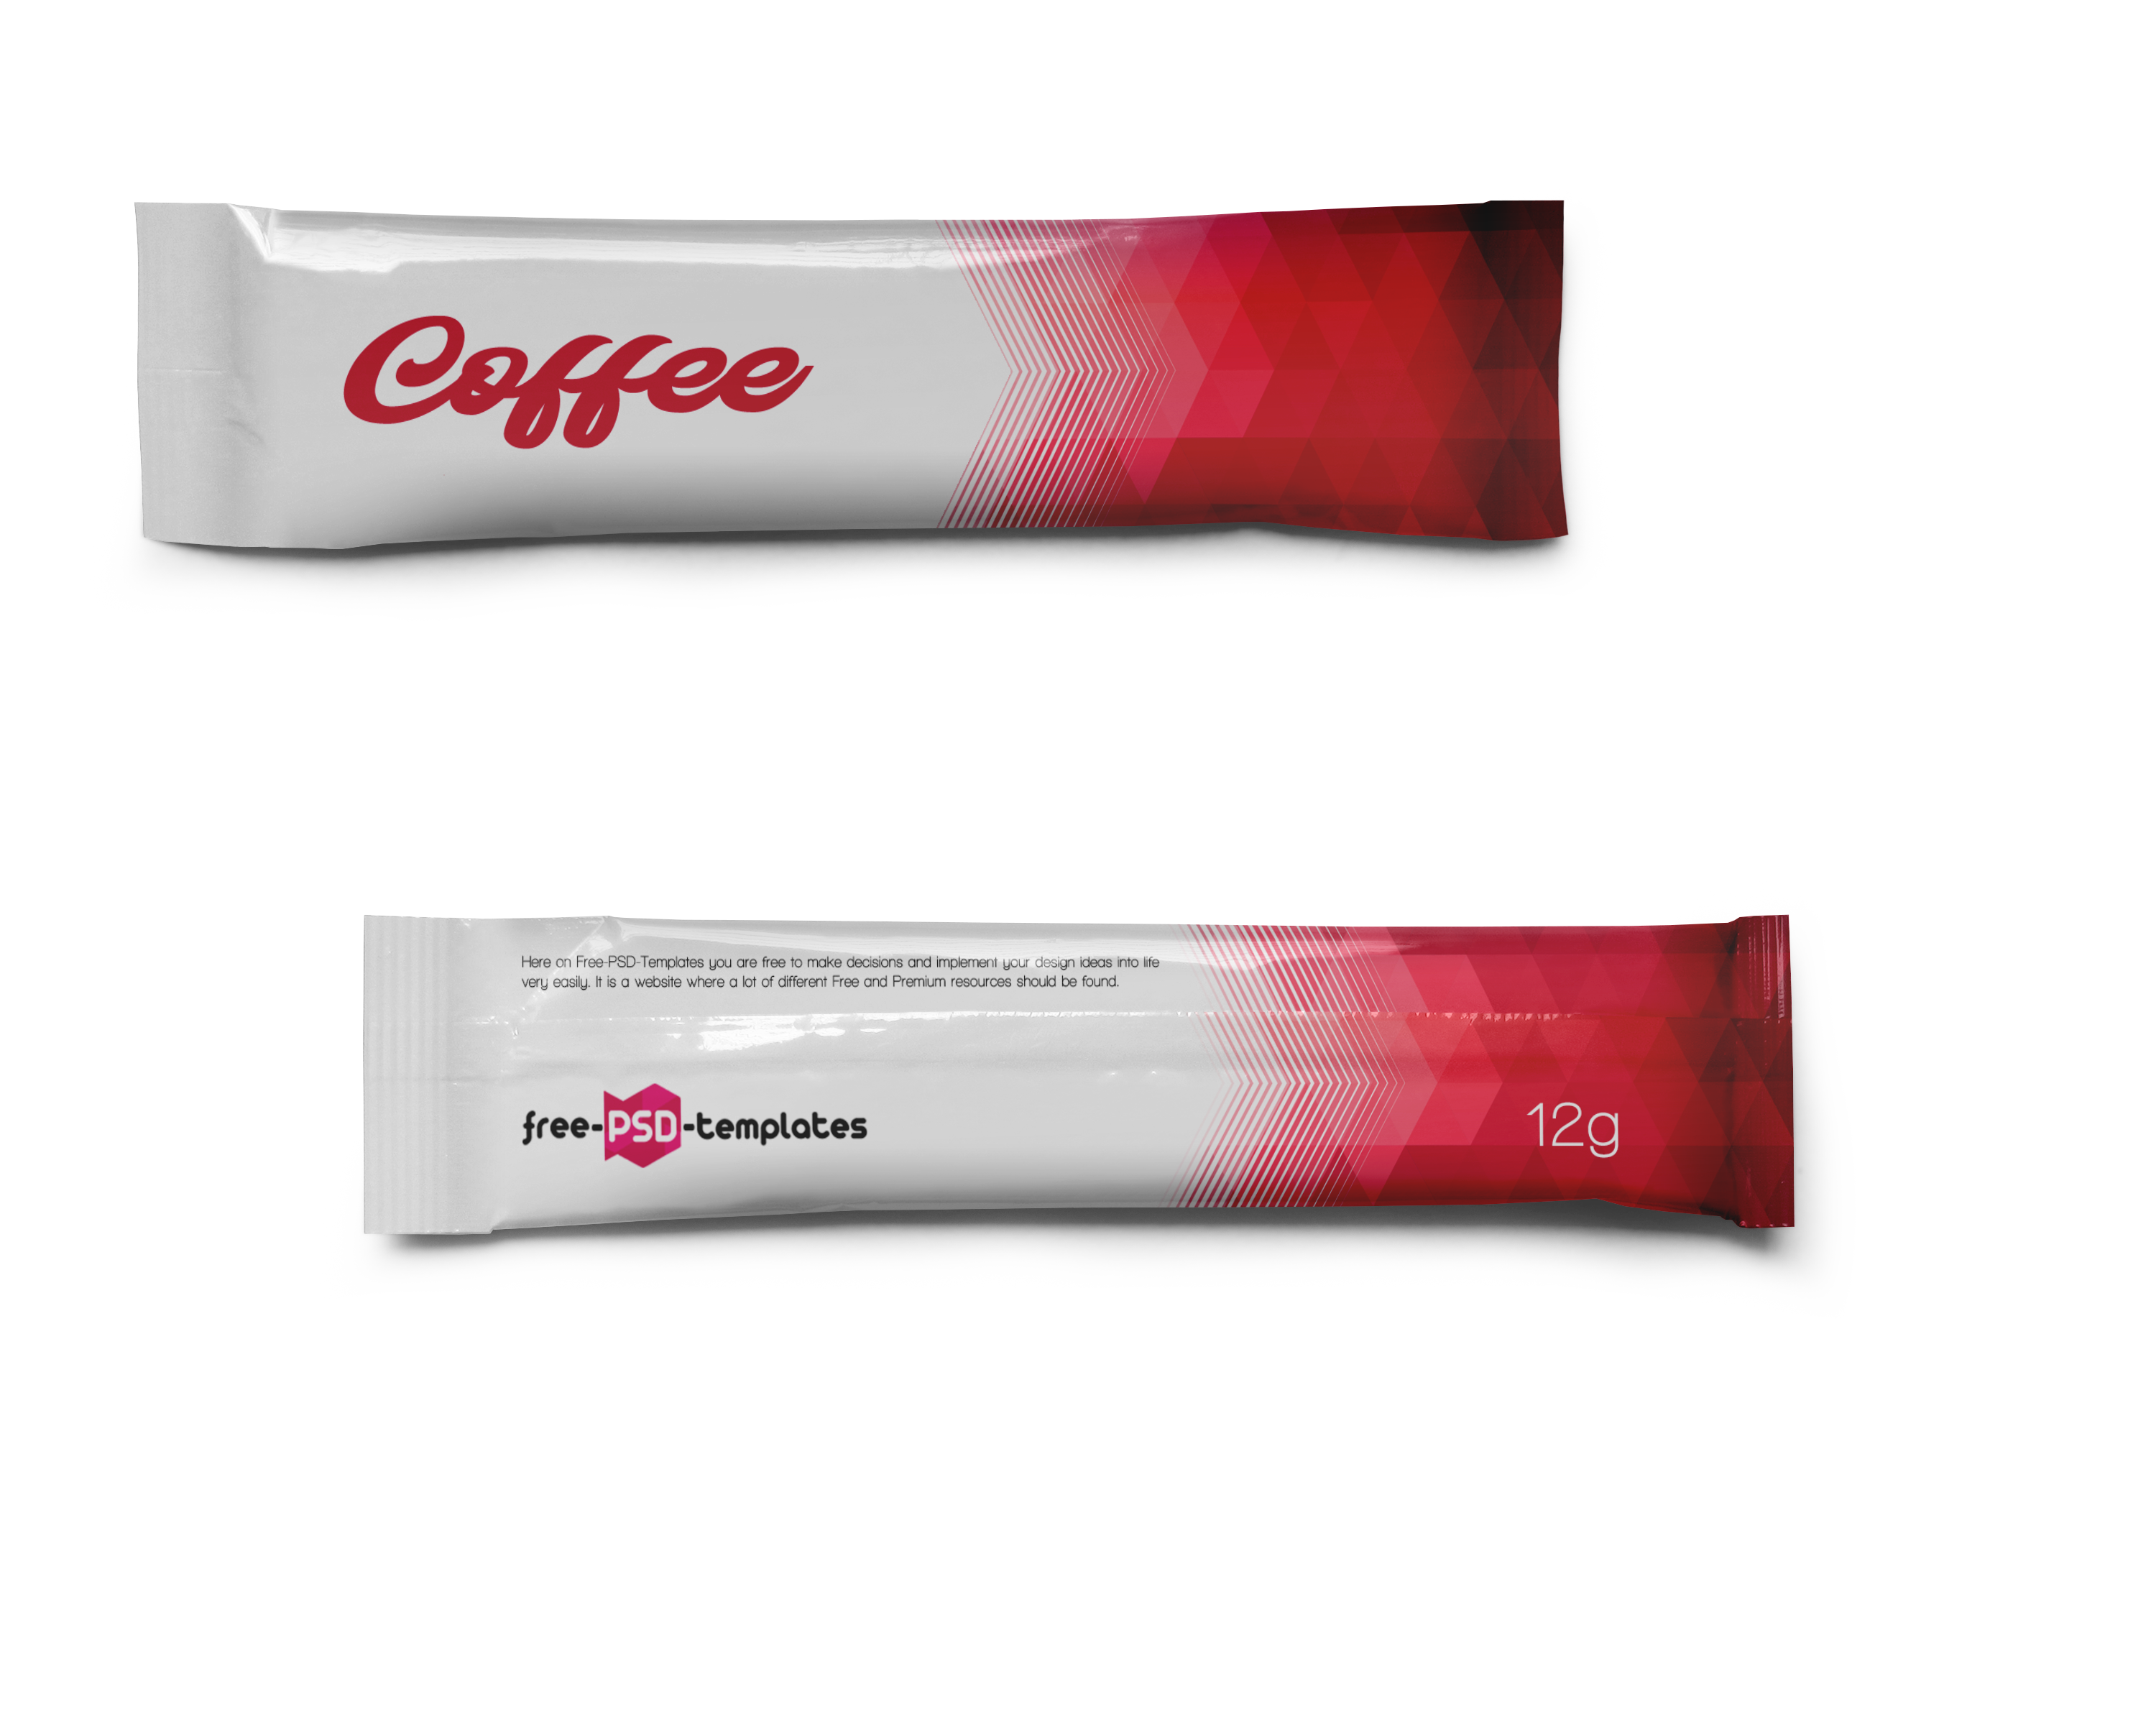 Coffee
Here on Free-PSD-Templates you are free to make decisions and implement your design ideas into life
very easily. It is a website where a lot of different Free and Premium resources should be found.
free-PSD-templates
12g